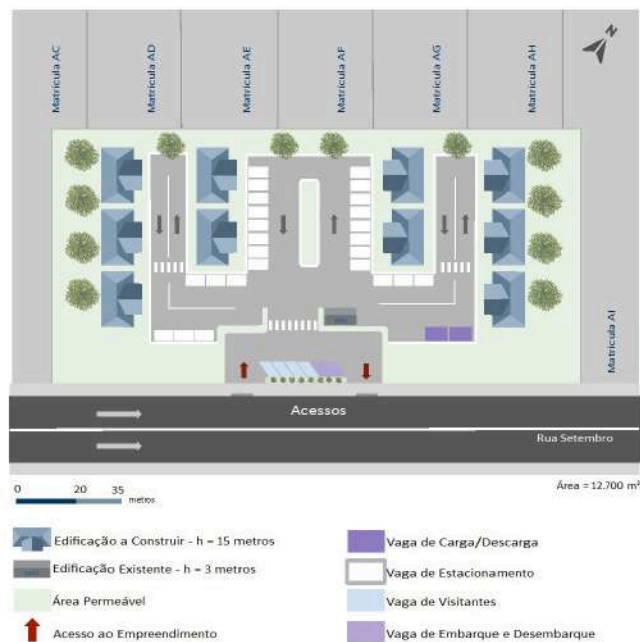 Matrícula AC
Matrícula AD
Matrícula AE
Matrícula AF
Matrícula AG
Matrícula AH
N
Matrícula AI
Acessos
Rua Setembro
0 20 35
metros
Área = 12.700 m²
Edificação a Construir - h = 15 metros
Edificação Existente - h = 3 metros
Área Permeável
Acesso ao Empreendimento
Vaga de Carga/Descarga
Vaga de Estacionamento
Vaga de Visitantes
Vaga de Embarque e Desembarque